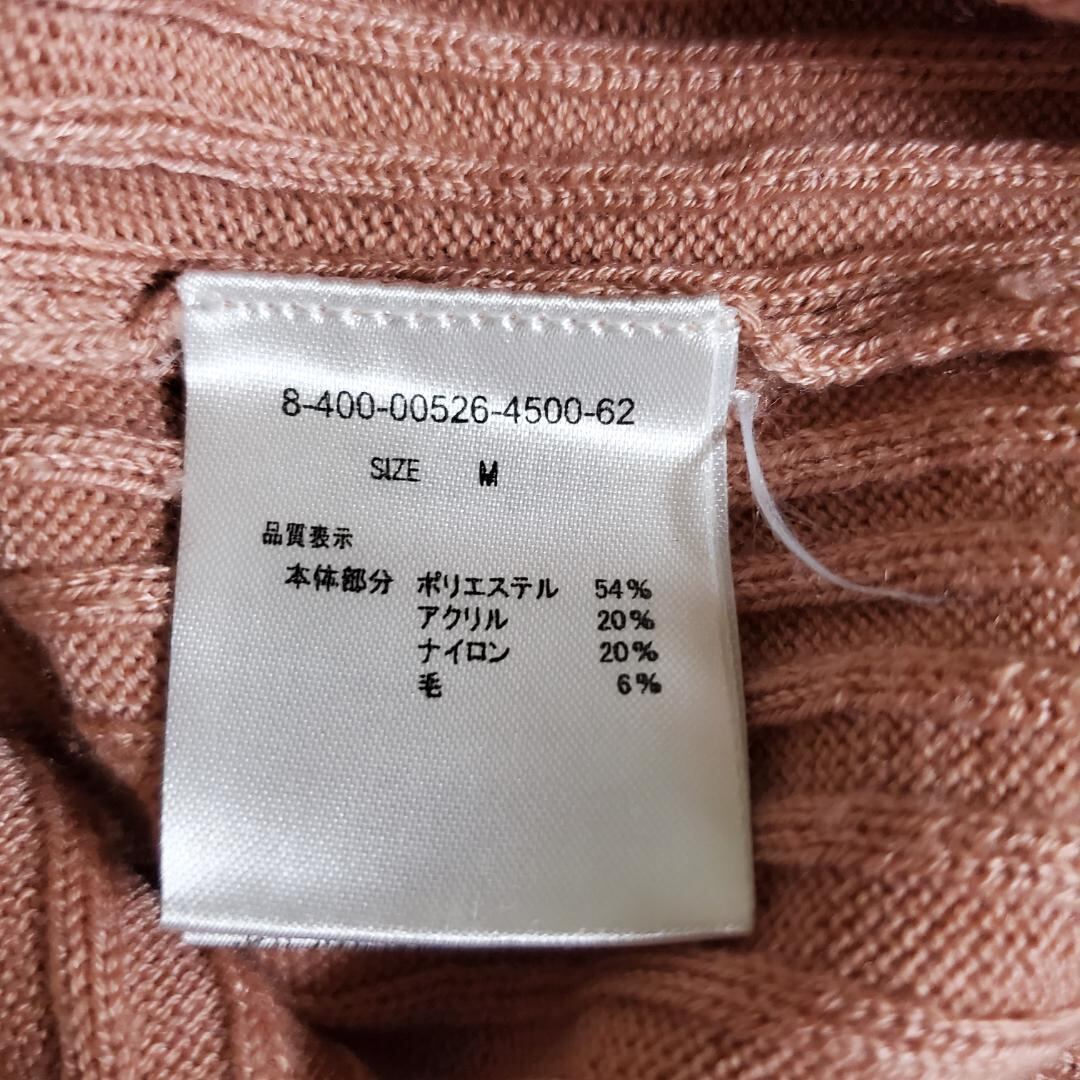 8-400-00526-4500-62
SIZE M
品質表示
本体部分 ポリエステル 54%
アクリル 20%
ナイロン 20%
毛 6%